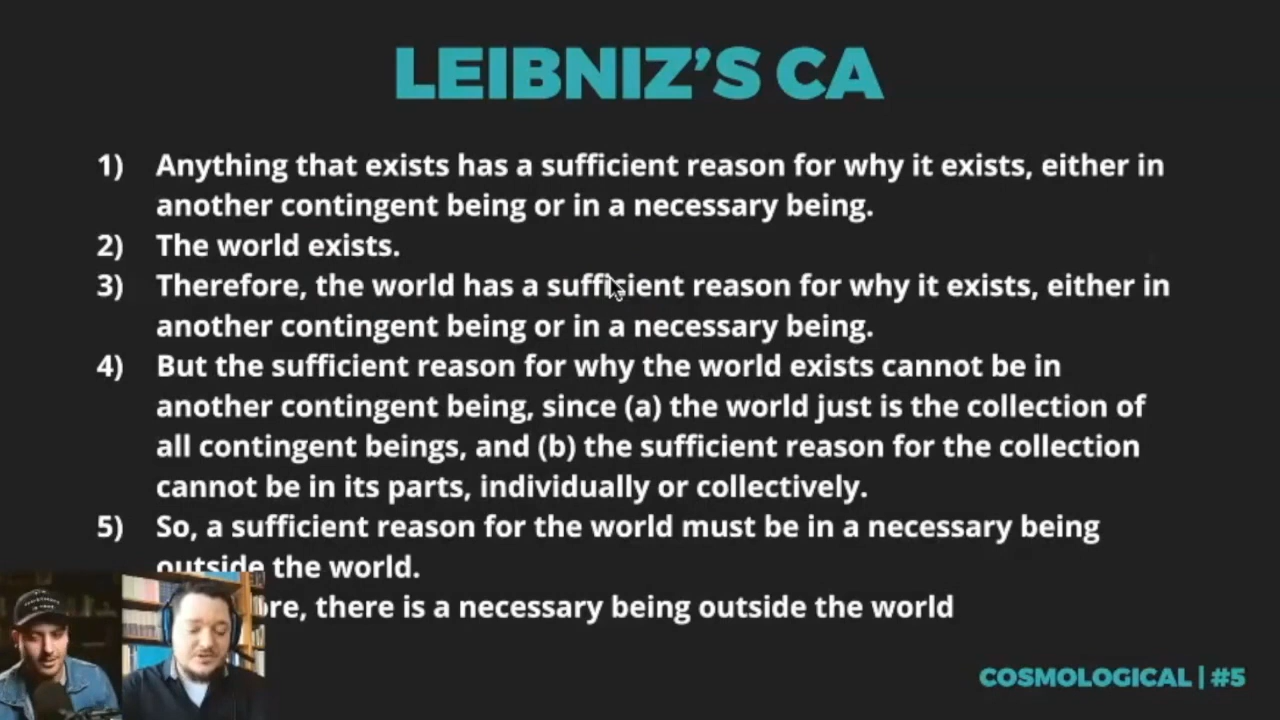 LEIBNIZ'S CA
1) Anything that exists has a sufficient reason for why it exists, either in
another contingent being or in a necessary being.
2) The world exists.
3) Therefore, the world has a sufficient reason for why it exists, either in
another contingent being or in a necessary being.
4) But the sufficient reason for why the world exists cannot be in
another contingent being, since (a) the world just is the collection of
all contingent beings, and (b) the sufficient reason for the collection
cannot be in its parts, individually or collectively.
5) So, a sufficient reason for the world must be in a necessary being
outside the world.
ore, there is a necessary being outside the world
COSMOLOGICAL | #5